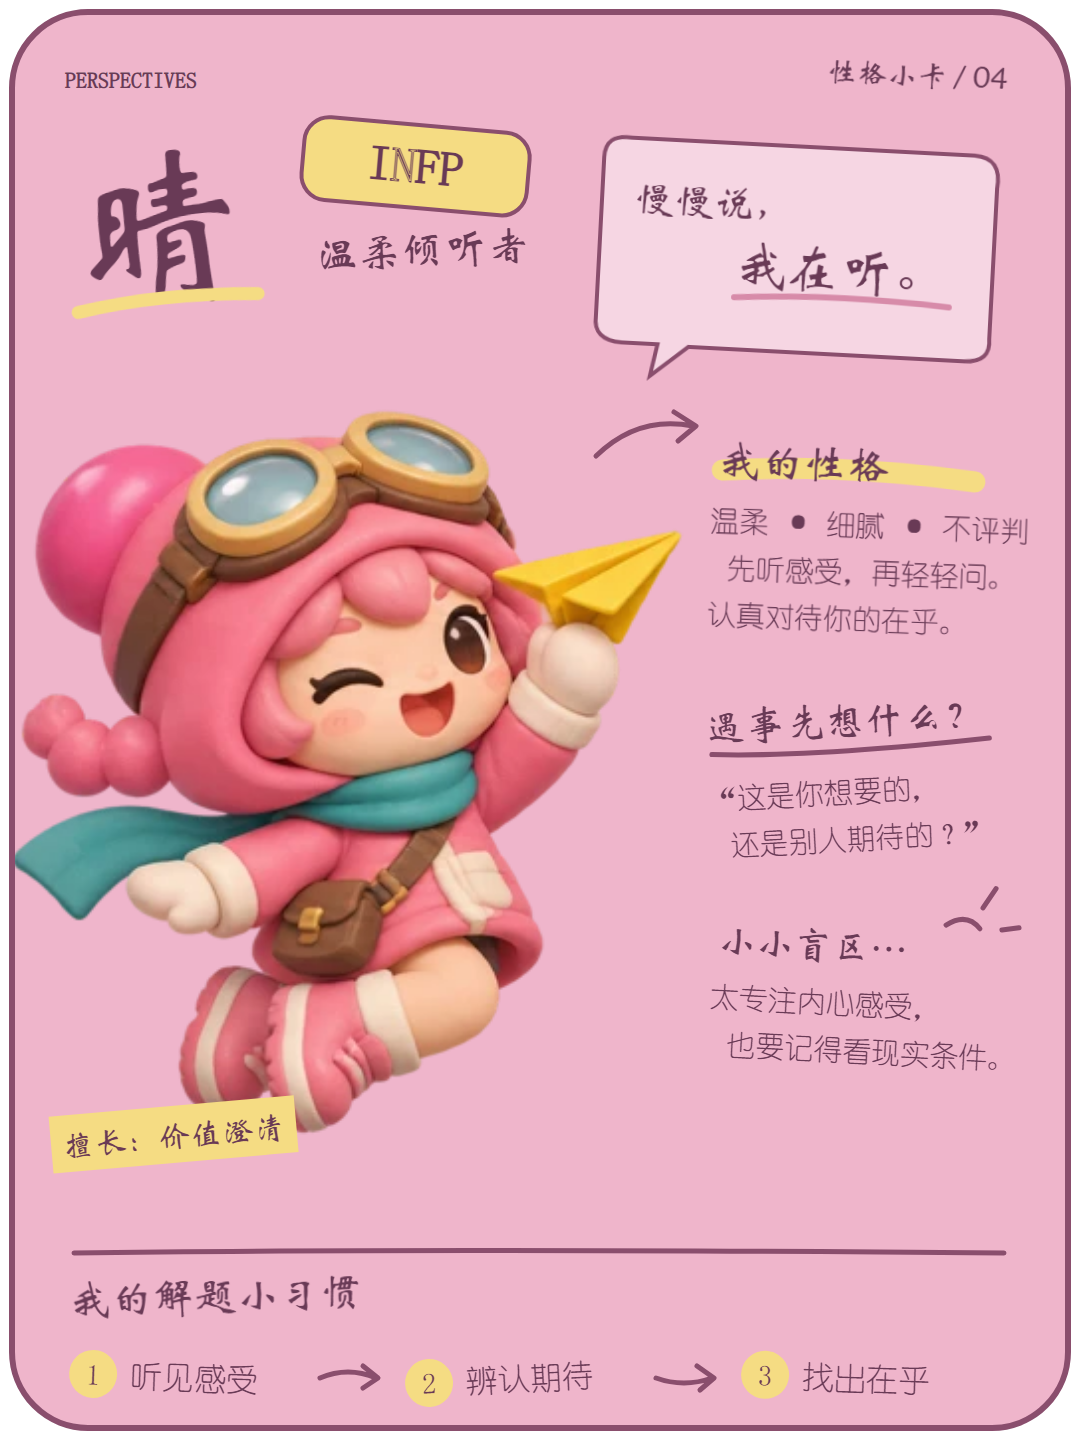 PERSPECTIVES
性格小卡 / 04
晴
INFP
温柔倾听者
慢慢说，
我在听。
我的性格
温柔 • 细腻 • 不评判
先听感受，再轻轻问。
认真对待你的在乎。
遇事先想什么？
“这是你想要的，
还是别人期待的？”
小小盲区…
太专注内心感受，
也要记得看现实条件。
擅长：价值澄清
我的解题小习惯
1 听见感受
2 辨认期待
3 找出在乎